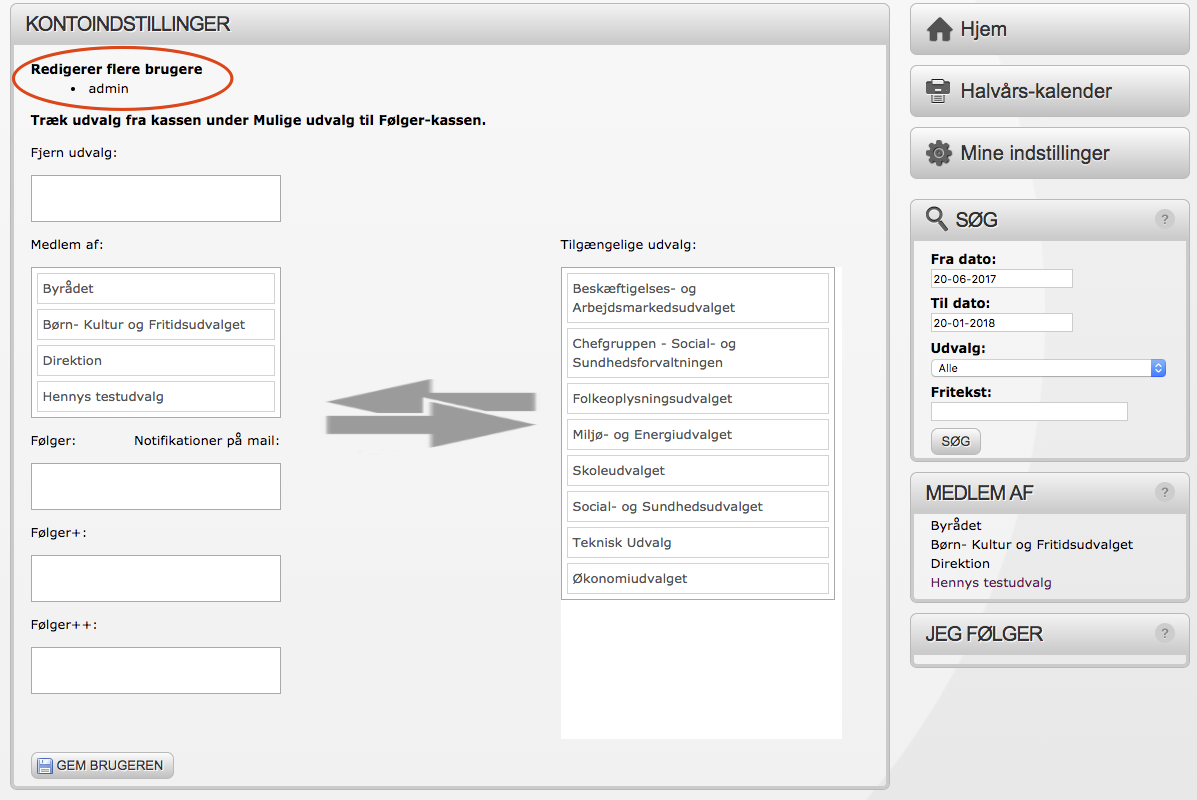 KONTOINDSTILLINGER
Redigerer flere brugere
• admin
Træk udvalg fra kassen under Mulige udvalg til Følger-kassen.
Fjern udvalg:
Medlem af:
Byrådet
Børn- Kultur og Fritidsudvalget
Direktion
Hennys testudvalg
Følger: Notifikationer på mail:
Følger+:
Følger++:
GEM BRUGEREN
Tilgængelige udvalg:
Beskæftigelses- og
Arbejdsmarkedsudvalget
Chefgruppen - Social- og
Sundhedsforvaltningen
Folkeoplysningsudvalget
Miljø- og Energiudvalget
Skoleudvalget
Social- og Sundhedsudvalget
Teknisk Udvalg
Økonomiudvalget
Hjem
Halvårs-kalender
Mine indstillinger
SØG ?
Fra dato:
20-06-2017
Til dato:
20-01-2018
Udvalg:
Alle
Fritekst:
SØG
MEDLEM AF ?
Byrådet
Børn- Kultur og Fritidsudvalget
Direktion
Hennys testudvalg
JEG FØLGER ?